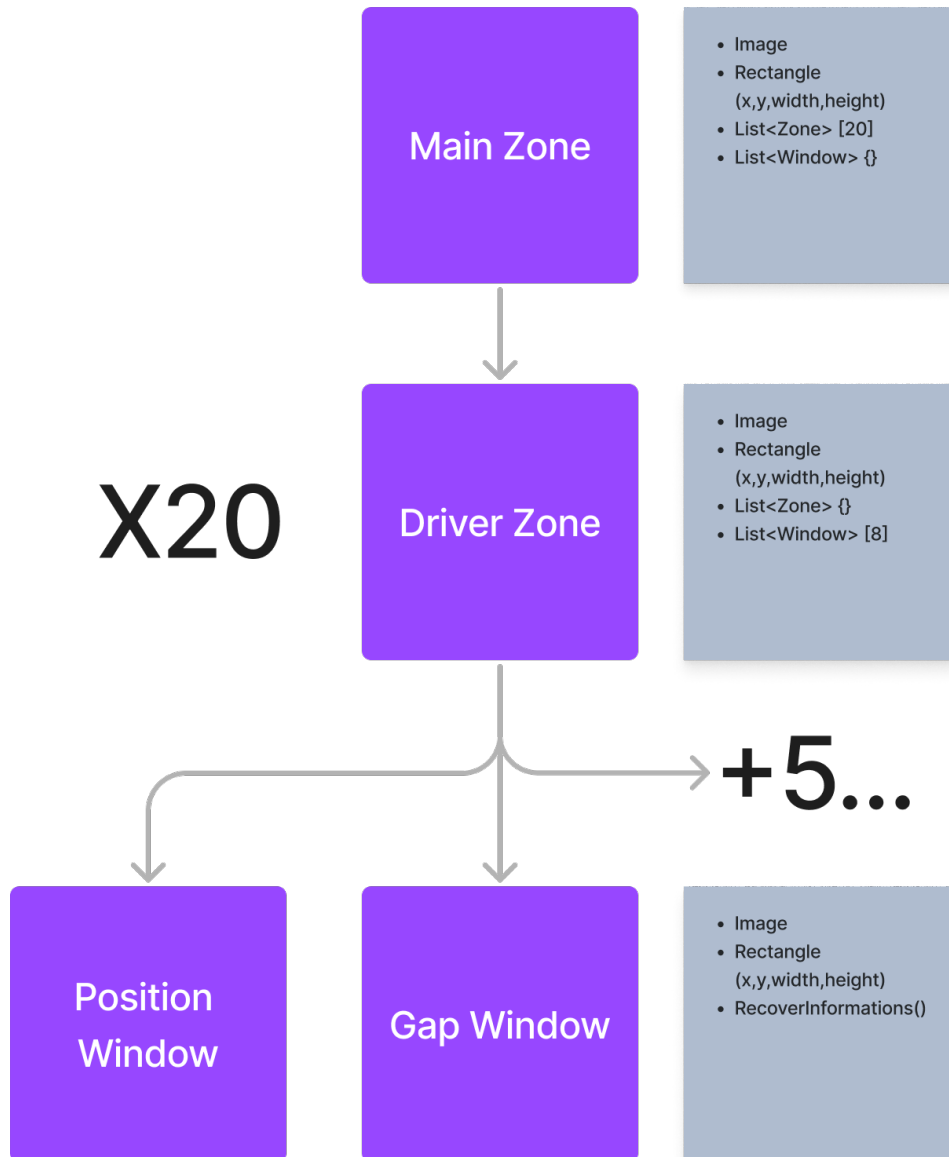 Main Zone
• Image
• Rectangle
(x,y,width,height)
• List<Zone> [20]
• List<Window> {}
X20
Driver Zone
• Image
• Rectangle
(x,y,width,height)
• List<Zone> {}
• List<Window> [8]
+5...
Position
Window
Gap Window
• Image
• Rectangle
(x,y,width,height)
• RecoverInformations()